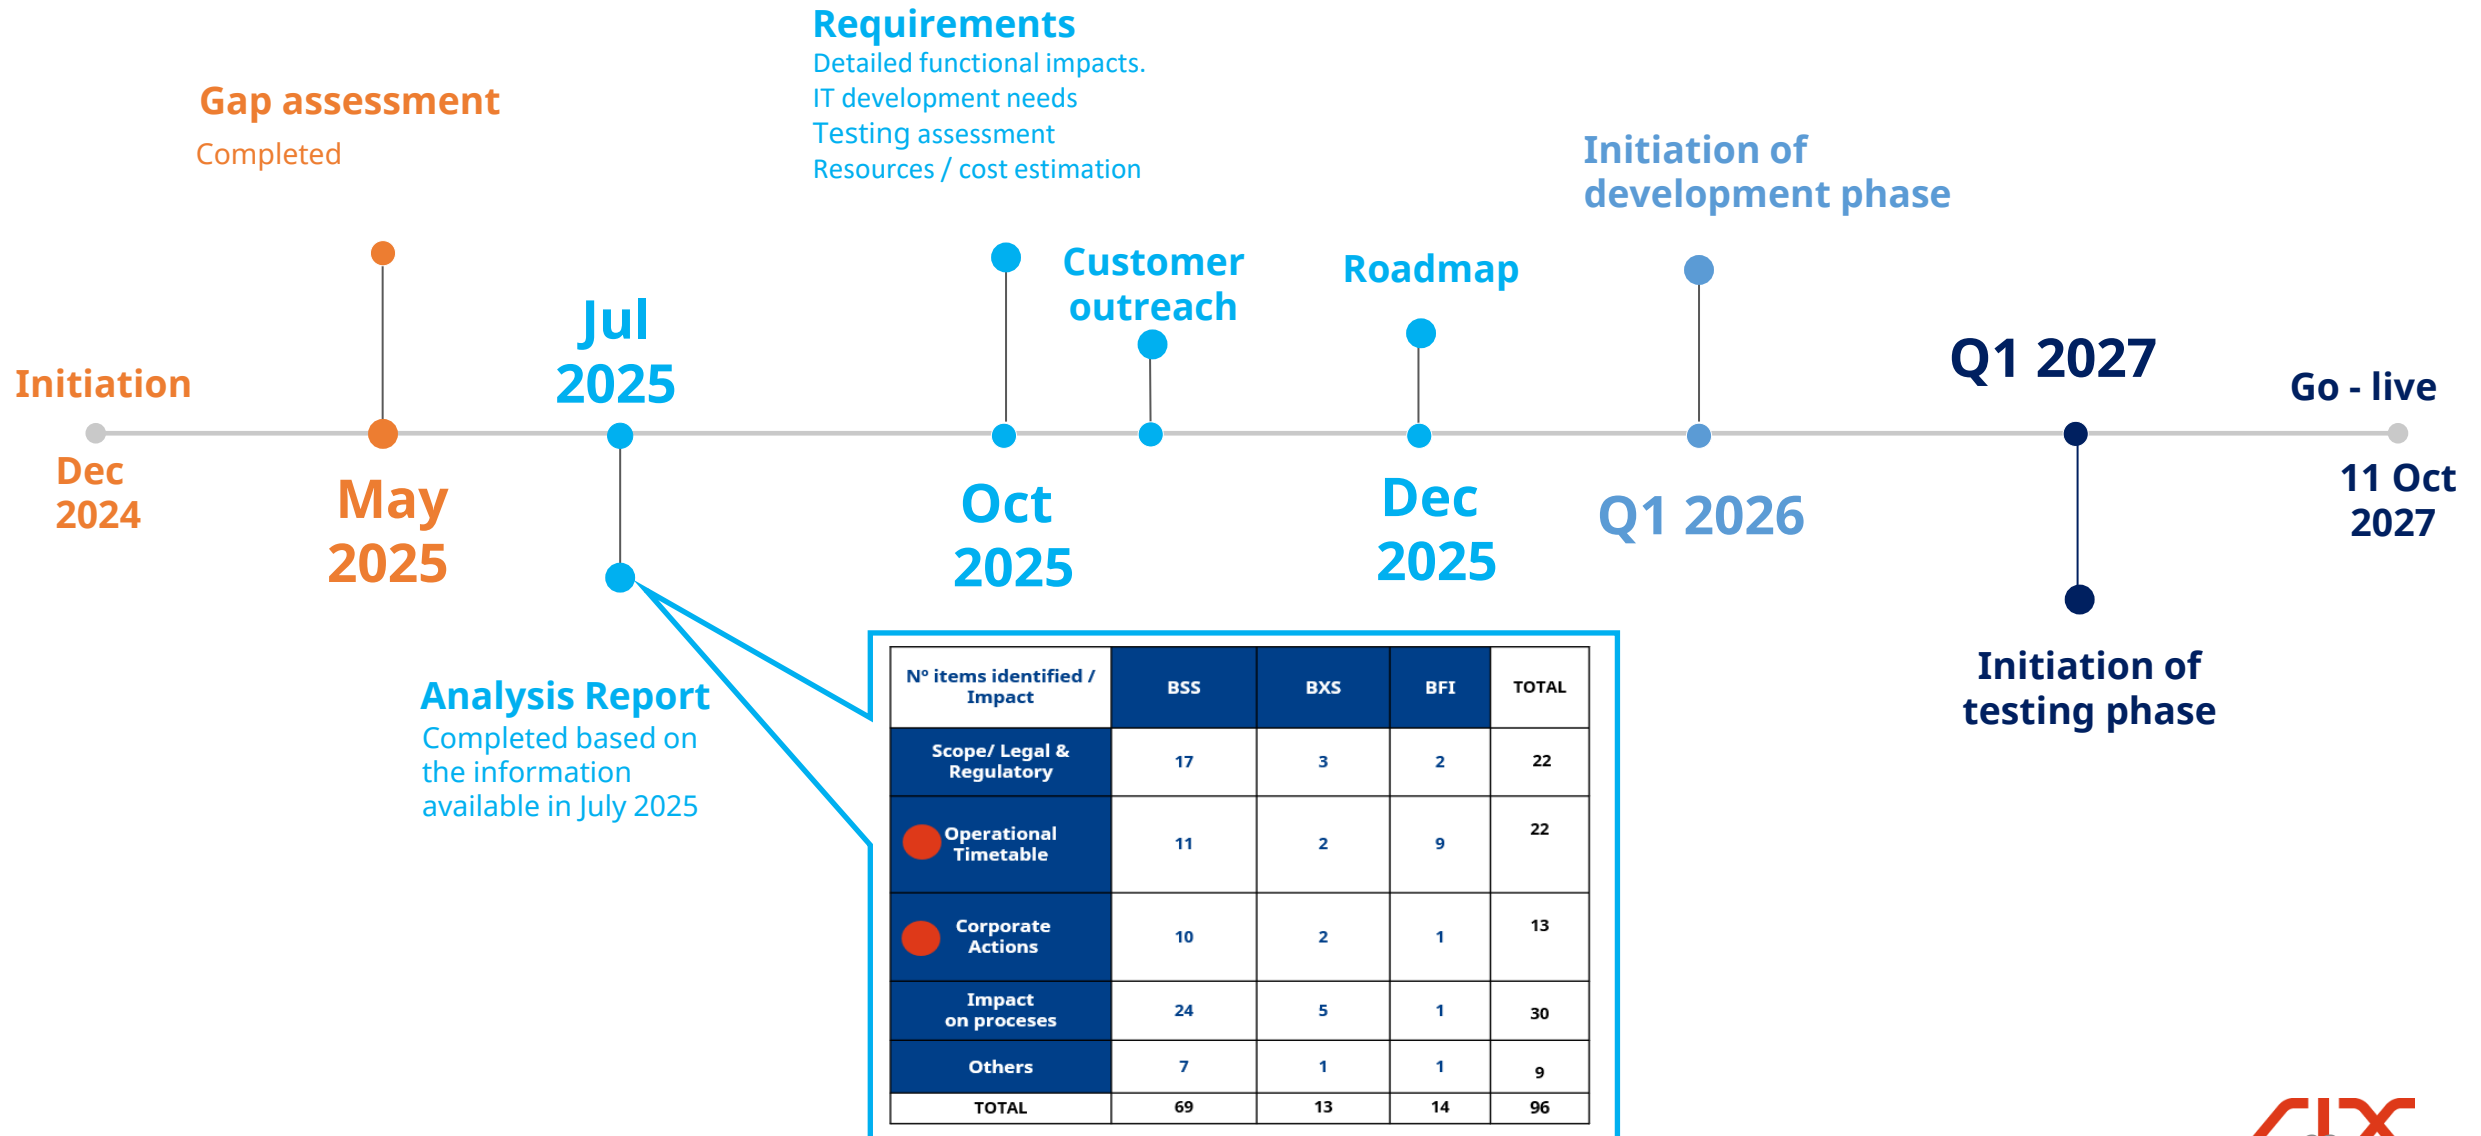 Requirements
Detailed functional impacts.
IT development needs
Testing assessment
Resources / cost estimation
Gap assessment
Completed
Initiation of
development phase
Customer
outreach
Roadmap
Jul
2025
Q1 2027
Initiation
Go - live
Dec
2024
May
2025
Oct
2025
Dec
2025
Q1 2026
11 Oct
2027
Analysis Report
Completed based on
the information
available in July 2025
Initiation of
testing phase
Nº items identified /
Impact
BSS
BXS
BFI
TOTAL
Scope/ Legal &
Regulatory
17
3
2
22
Operational
Timetable
11
2
9
22
Corporate
Actions
10
2
1
13
Impact
on proceses
24
5
1
30
Others
7
1
1
9
TOTAL
69
13
14
96